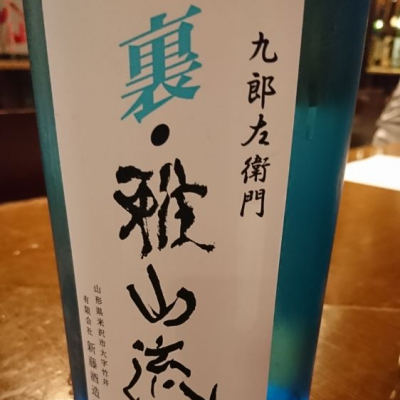 九郎左衛門
裏・雅山流
山形県米沢市大字竹井
有限会社 新藤酒造